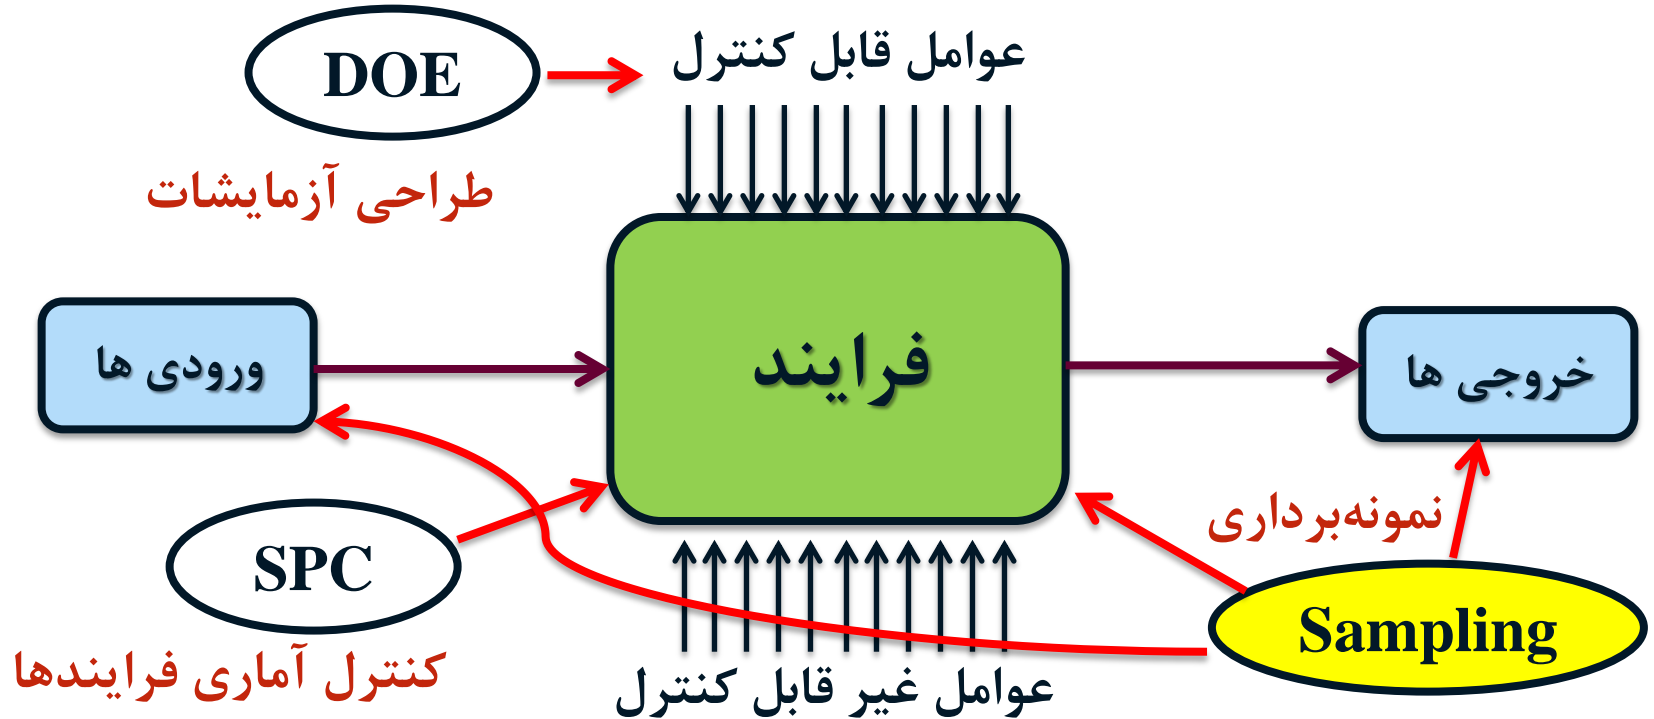 DOE
عوامل قابل کنترل
طراحی آزمایشات
ورودی ها
فرایند
خروجی ها
نمونه‌برداری
SPC
Sampling
کنترل آماری فرایندها
عوامل غیر قابل کنترل